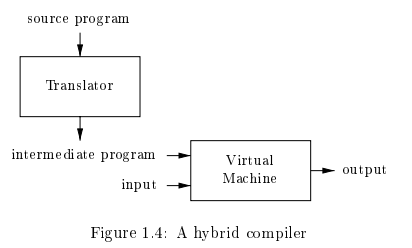 source program
Translator
intermediate program
input
Virtual
Machine
output
Figure 1.4: A hybrid compiler